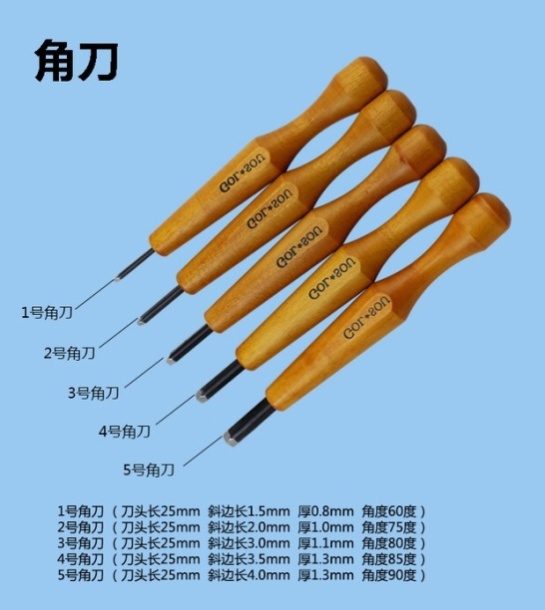 角刀
Gor★son
Gor★son
Gor★son
Gor★son
Gor★son
1号角刀
2号角刀
3号角刀
4号角刀
5号角刀
1号角刀 (刀头长25mm 斜边长1.5mm 厚0.8mm 角度60度)
2号角刀 (刀头长25mm 斜边长2.0mm 厚1.0mm 角度75度)
3号角刀 (刀头长25mm 斜边长3.0mm 厚1.1mm 角度80度)
4号角刀 (刀头长25mm 斜边长3.5mm 厚1.3mm 角度85度)
5号角刀 (刀头长25mm 斜边长4.0mm 厚1.3mm 角度90度)